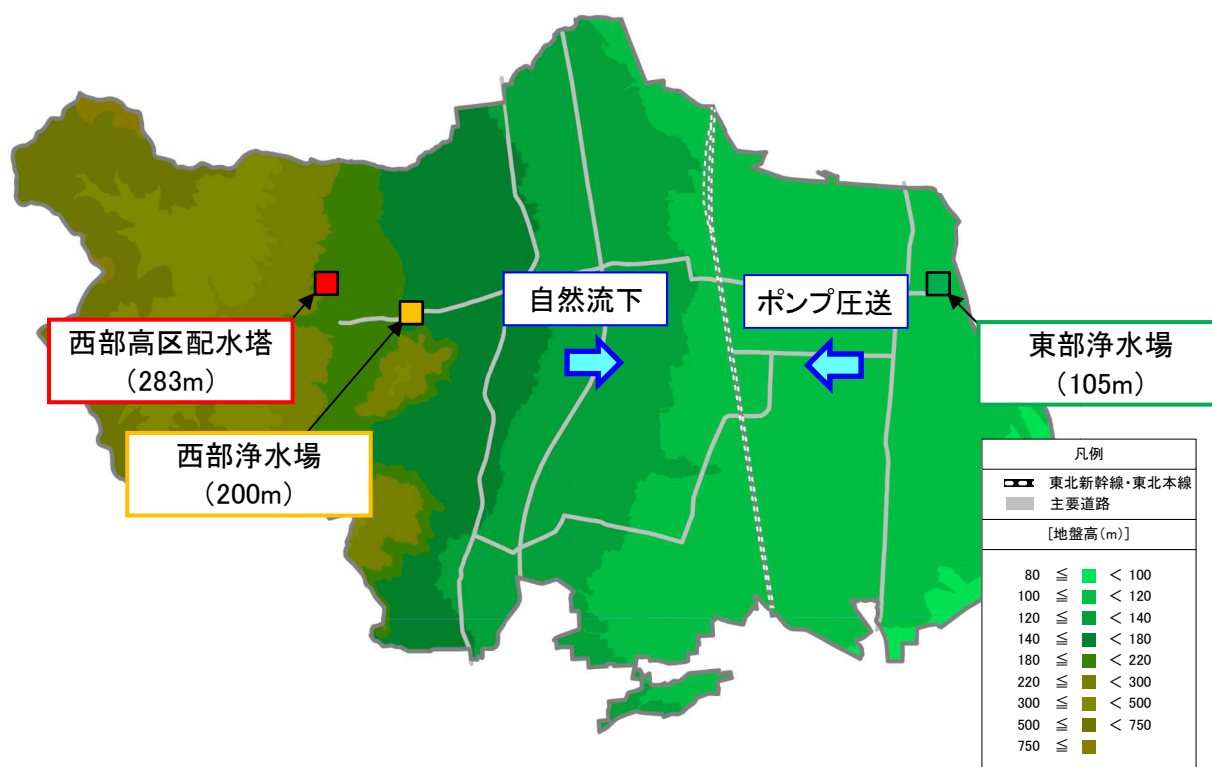 自然流下
ポンプ圧送
西部高区配水塔
(283m)
東部浄水場
(105m)
西部浄水場
(200m)
凡例
東北新幹線・東北本線
主要道路
[地盤高(m)]
80 ≦ < 100
100 ≦ < 120
120 ≦ < 140
140 ≦ < 180
180 ≦ < 220
220 ≦ < 300
300 ≦ < 500
500 ≦ < 750
750 ≦